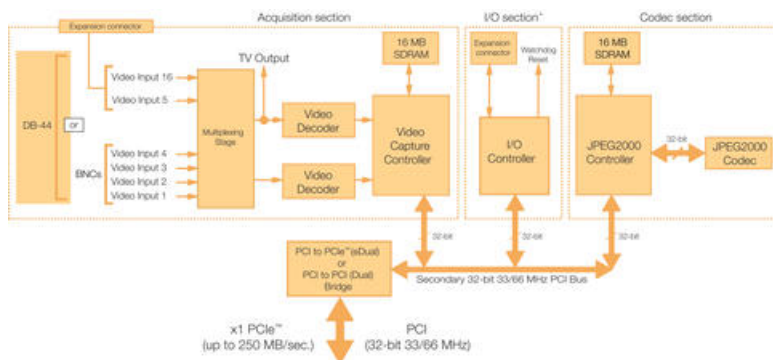 Acquisition section
I/O section*
Codec section
Expansion connector
16 MB
SDRAM
Expansion
connector
Watchdog
Reset
16 MB
SDRAM
TV Output
Video Input 16
Video Input 5
DB-44
or
BNCs
Video Input 4
Video Input 3
Video Input 2
Video Input 1
Multiplexing
Stage
Video
Decoder
Video
Decoder
Video
Capture
Controller
I/O
Controller
JPEG2000
Controller
32-bit
JPEG2000
Codec
32-bit
32-bit
32-bit
PCI to PCIe™(eDual)
or
PCI to PCI (Dual)
Bridge
Secondary 32-bit 33/66 MHz PCI Bus
x1 PCIe™
(up to 250 MB/sec.)
PCI
(32-bit 33/66 MHz)